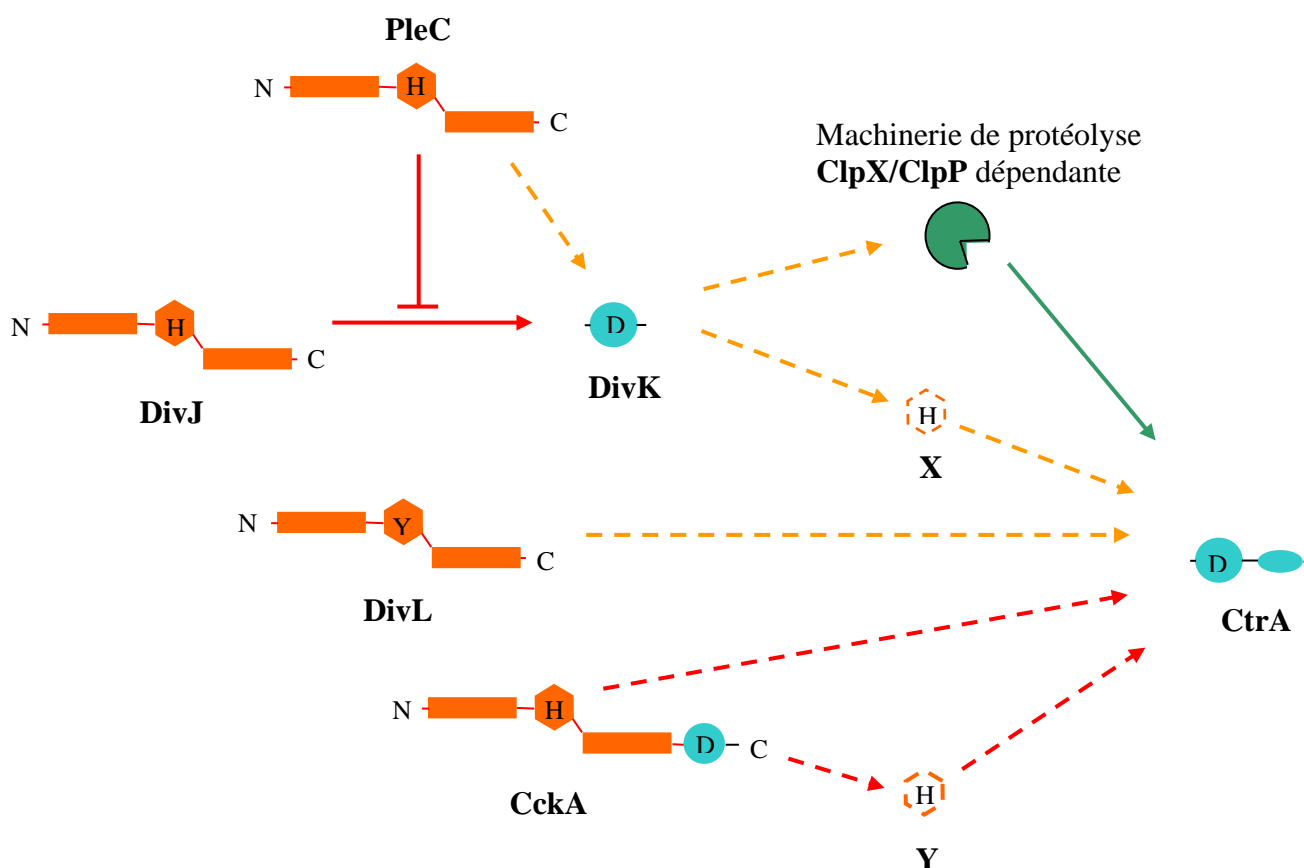 PleC
N
H
C
Machinerie de protéolyse
ClpX/ClpP dépendante
N
H
C
DivJ
D
DivK
H
X
N
Y
C
DivL
D
CtrA
N
H
D
C
CckA
H
Y